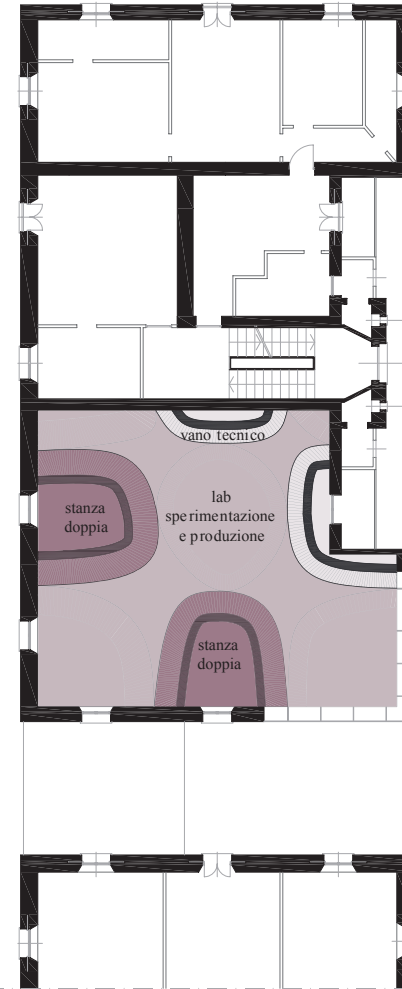 vano tecnico
stanza
doppia
lab
sperimentazione
e produzione
stanza
doppia